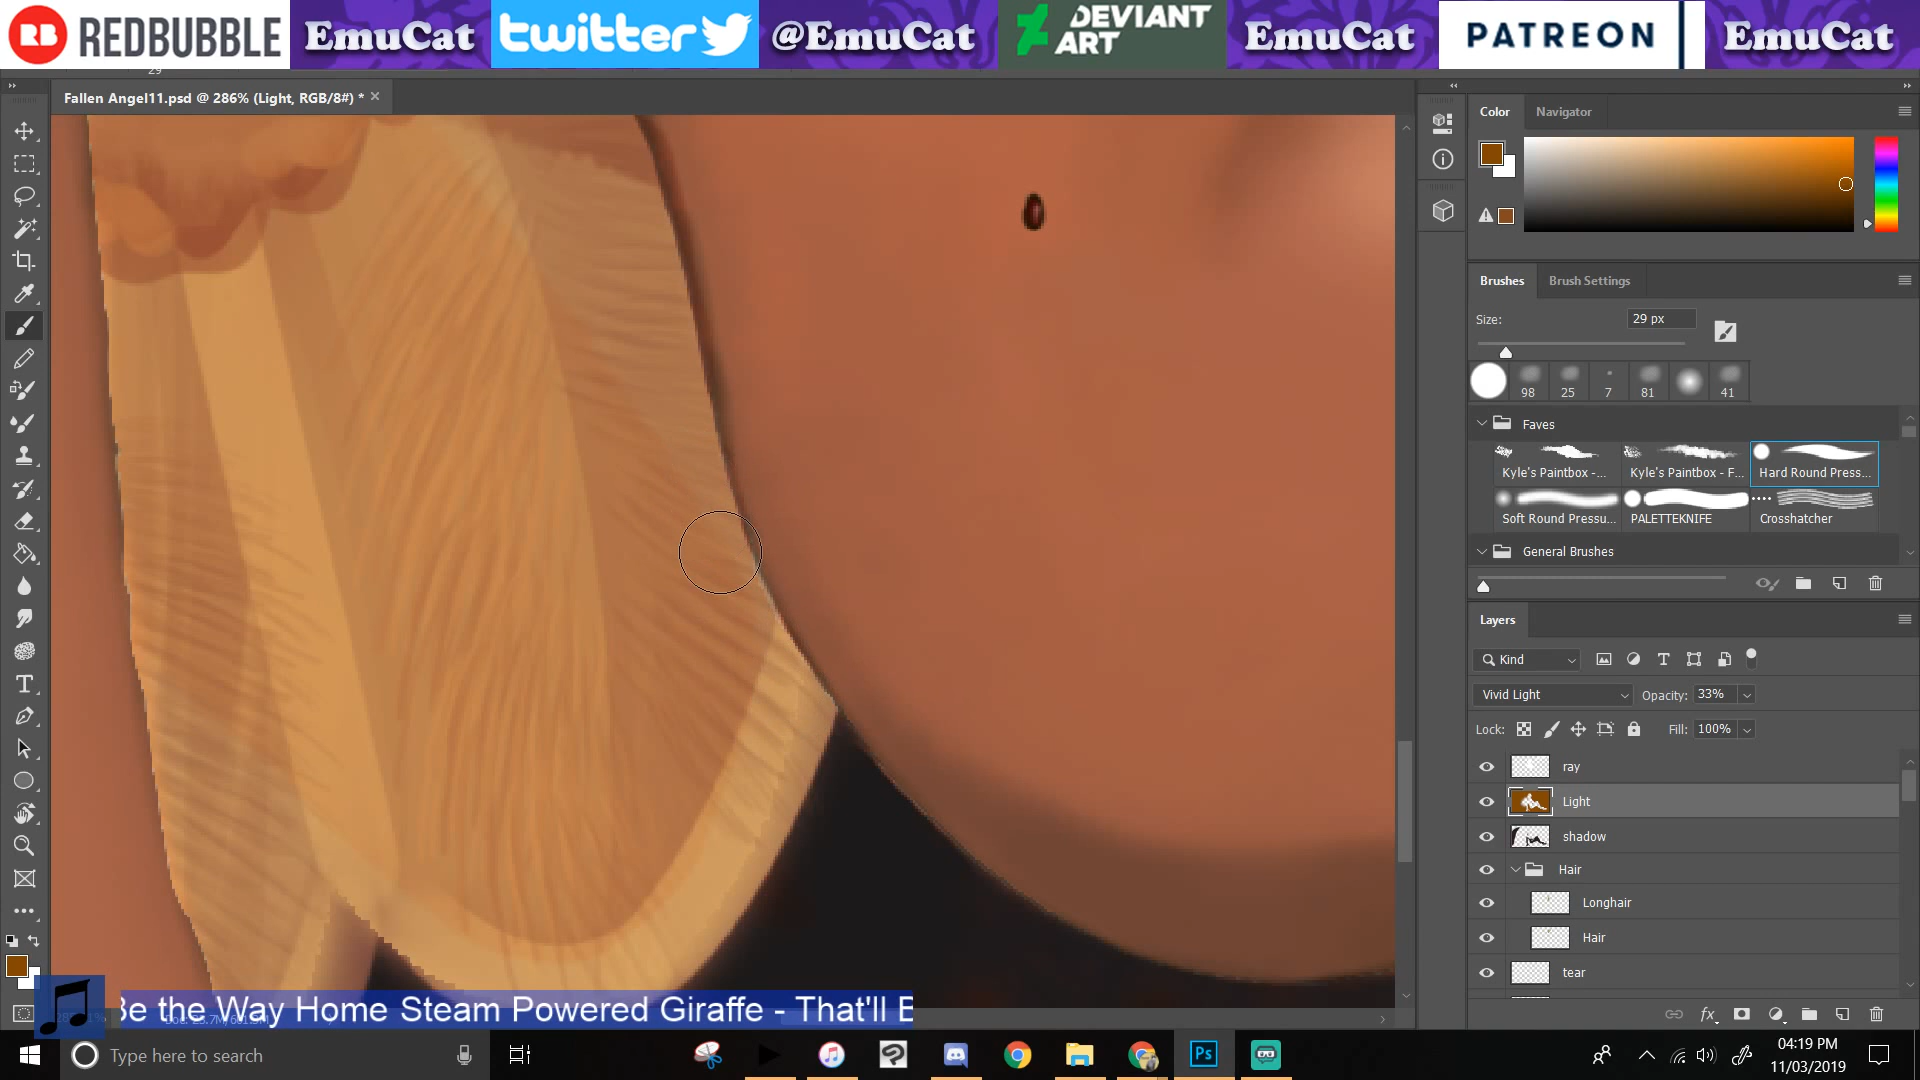 REDBUBBLE EmuCat twitter @EmuCat DEVIANT ART EmuCat PATREON EmuCat
29
Fallen Angel11.psd @ 286% (Light, RGB/8#) *
Color Navigator
Brushes Brush Settings
Size: 29 px
98 25 7 81 41
Faves
Kyle's Paintbox -... Kyle's Paintbox - F... Hard Round Press...
Soft Round Pressu... PALETTEKNIFE Crosshatcher
General Brushes
Layers
Kind
Vivid Light Opacity: 33%
Lock: Fill: 100%
ray
Light
shadow
Hair
Longhair
Hair
tear
Be the Way Home Steam Powered Giraffe - That'll B
Type here to search
Ps
04:19 PM
11/03/2019